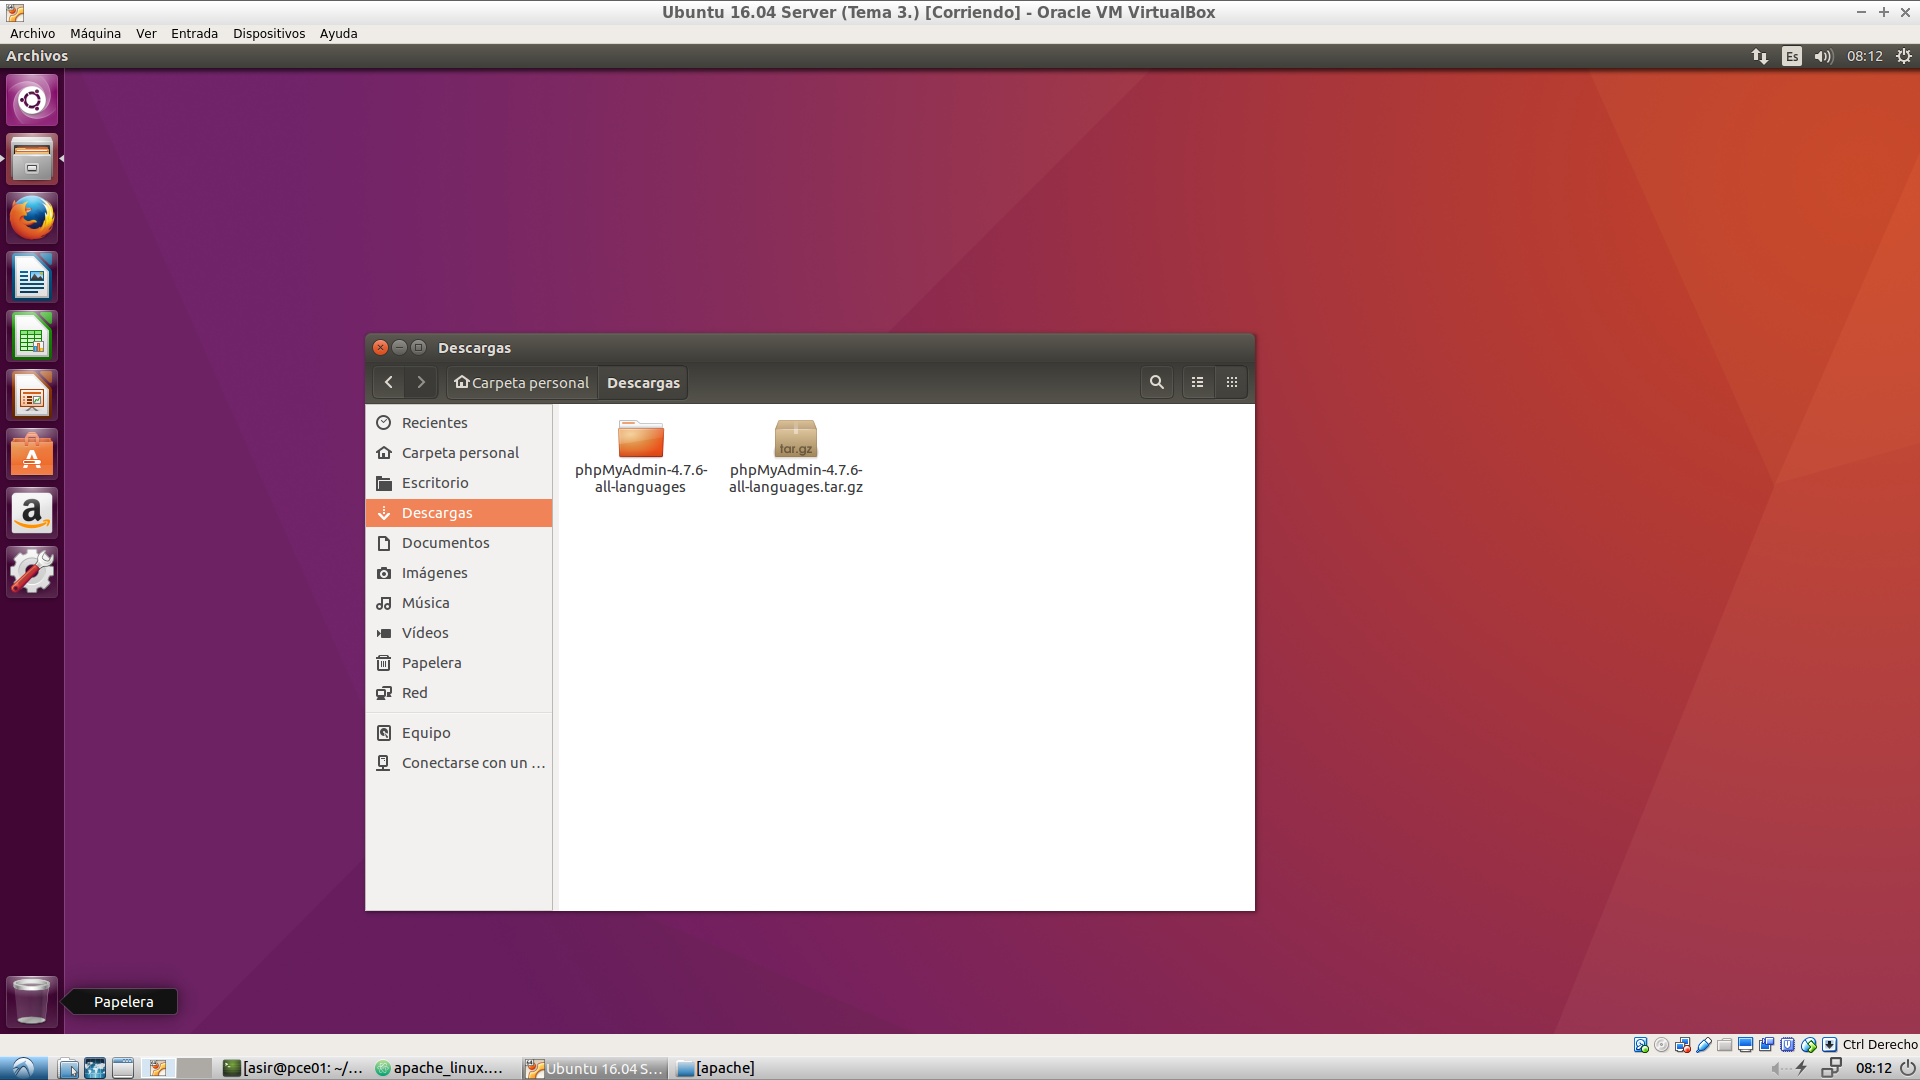 Ubuntu 16.04 Server (Tema 3.) [Corriendo] - Oracle VM VirtualBox
Archivo Máquina Ver Entrada Dispositivos Ayuda
Archivos
Es
08:12
Descargas
Carpeta personal
Descargas
Recientes
Carpeta personal
Escritorio
Descargas
Documentos
Imágenes
Música
Vídeos
Papelera
Red
Equipo
Conectarse con un ...
phpMyAdmin-4.7.6-
all-languages
tar.gz
phpMyAdmin-4.7.6-
all-languages.tar.gz
A
a
Papelera
Ctrl Derecho
[asir@pce01: ~/... apache_linux.... Ubuntu 16.04 S... [apache]
08:12